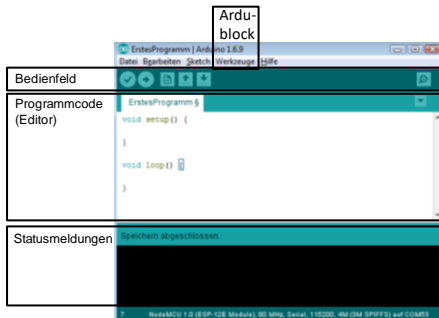 Ardu-
block
ErstesProgramm | Arduino 1.6.9
Datei Bearbeiten Sketch Werkzeuge Hilfe
Bedienfeld
Programmcode
(Editor)
ErstesProgramm §
void setup() {
}
void loop() {
}
Statusmeldungen
Speichern abgeschlossen.
7 NodeMCU 1.0 (ESP-12E Module), 80 MHz, Serial, 115200, 4M (3M SPIFFS) auf COM53